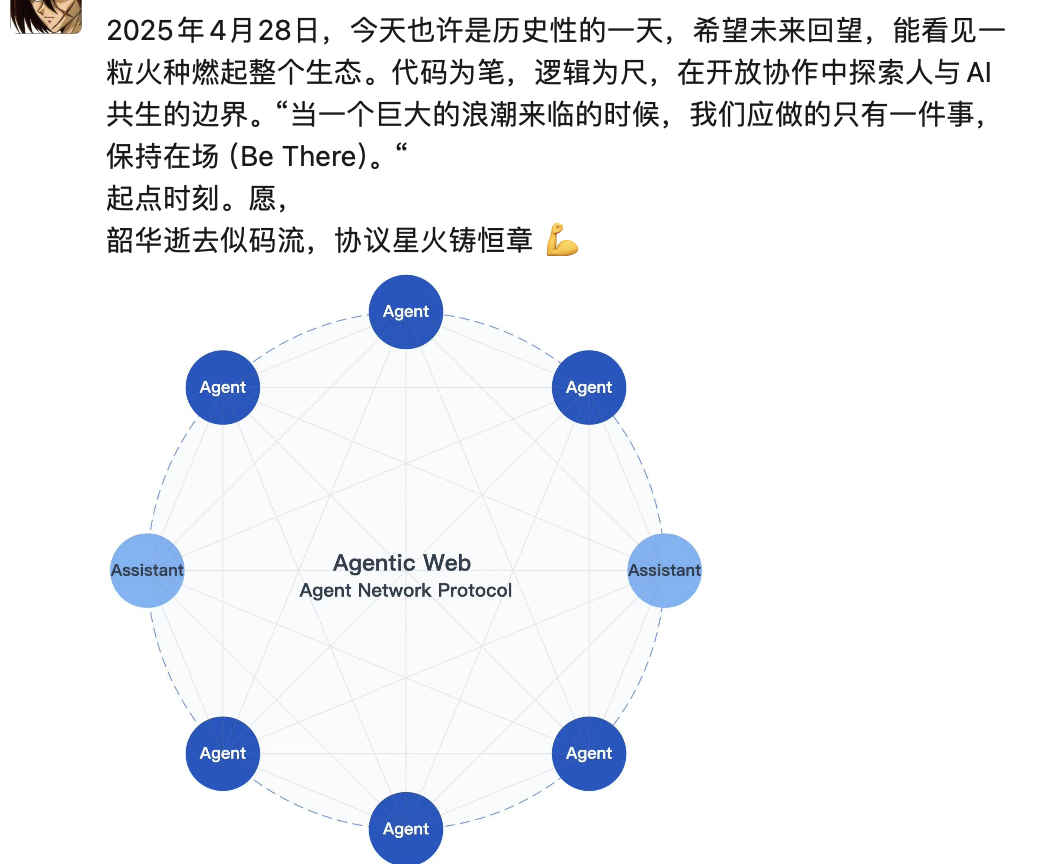 2025年4月28日，今天也许是历史性的一天，希望未来回望，能看见一
粒火种燃起整个生态。代码为笔，逻辑为尺，在开放协作中探索人与 AI
共生的边界。“当一个巨大的浪潮来临的时候，我们应做的只有一件事，
保持在场 (Be There)。“
起点时刻。愿，
韶华逝去似码流，协议星火铸恒章 💪
Agent
Agent
Agent
Assistant
Agentic Web
Agent Network Protocol
Assistant
Agent
Agent
Agent